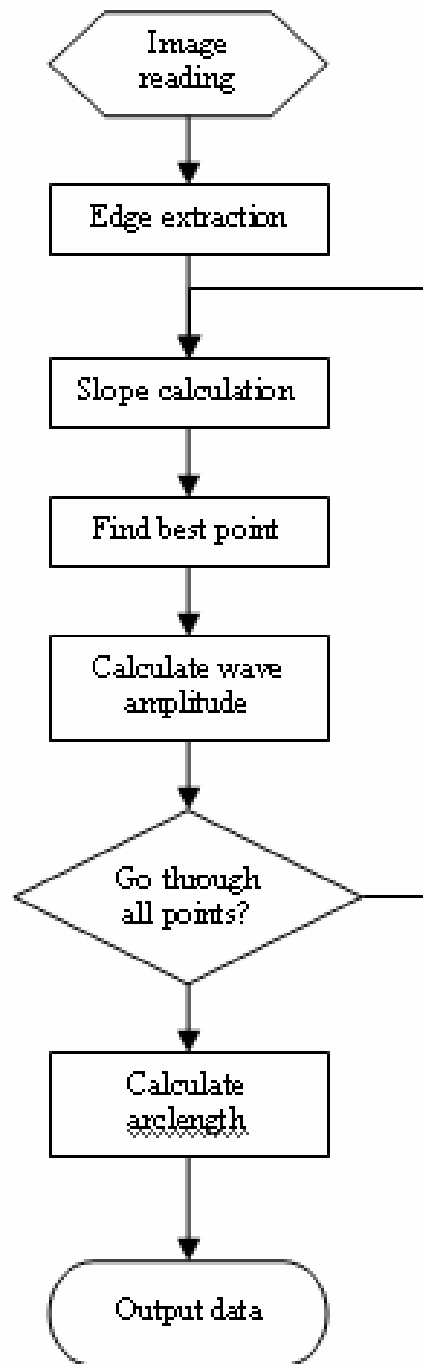 Image
reading
Edge extraction
Slope calculation
Find best point
Calculate wave
amplitude
Go through
all points?
Calculate
arclength
Output data